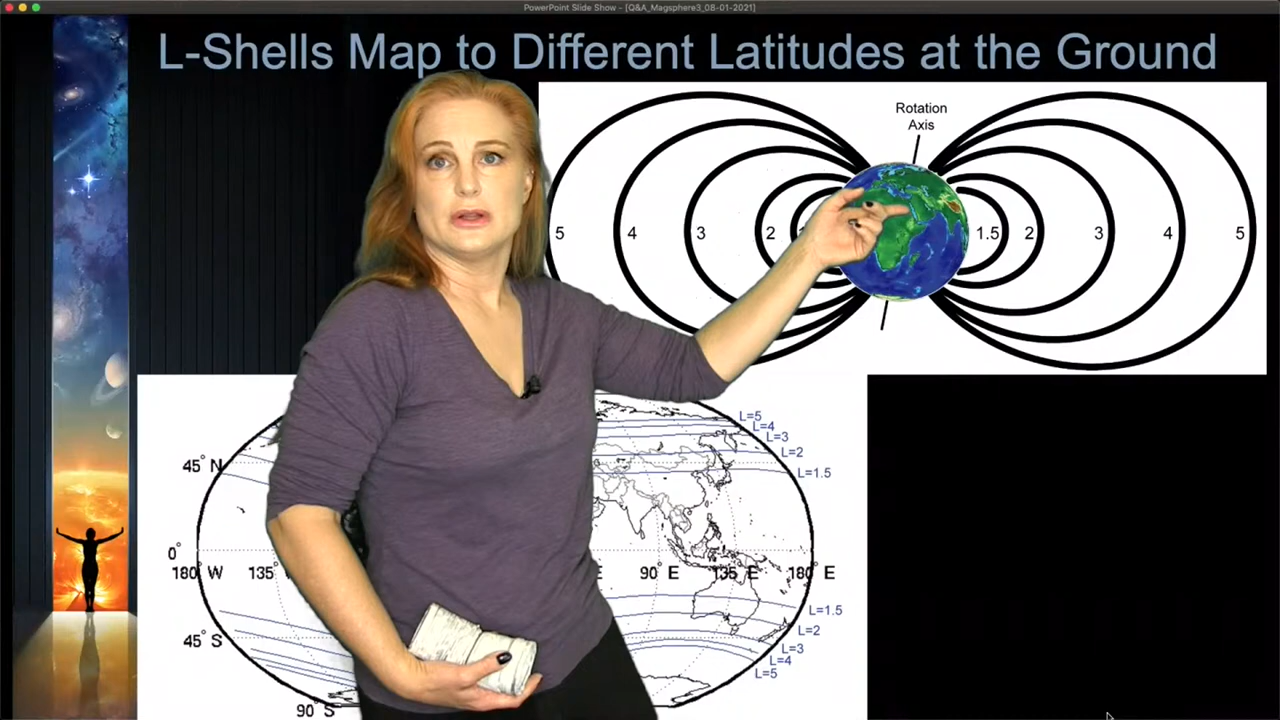 PowerPoint Slide Show - [Q&A_Magsphere3_08-01-2021]
L-Shells Map to Different Latitudes at the Ground
Rotation
Axis
5 4 3 2 1.5 2 3 4 5
L=5
L=4
L=3
L=2
L=1.5
45° N
0°
180° W 135° 90° E 135° E 180° E
L=1.5
L=2
L=3
L=4
L=5
45° S
90° S